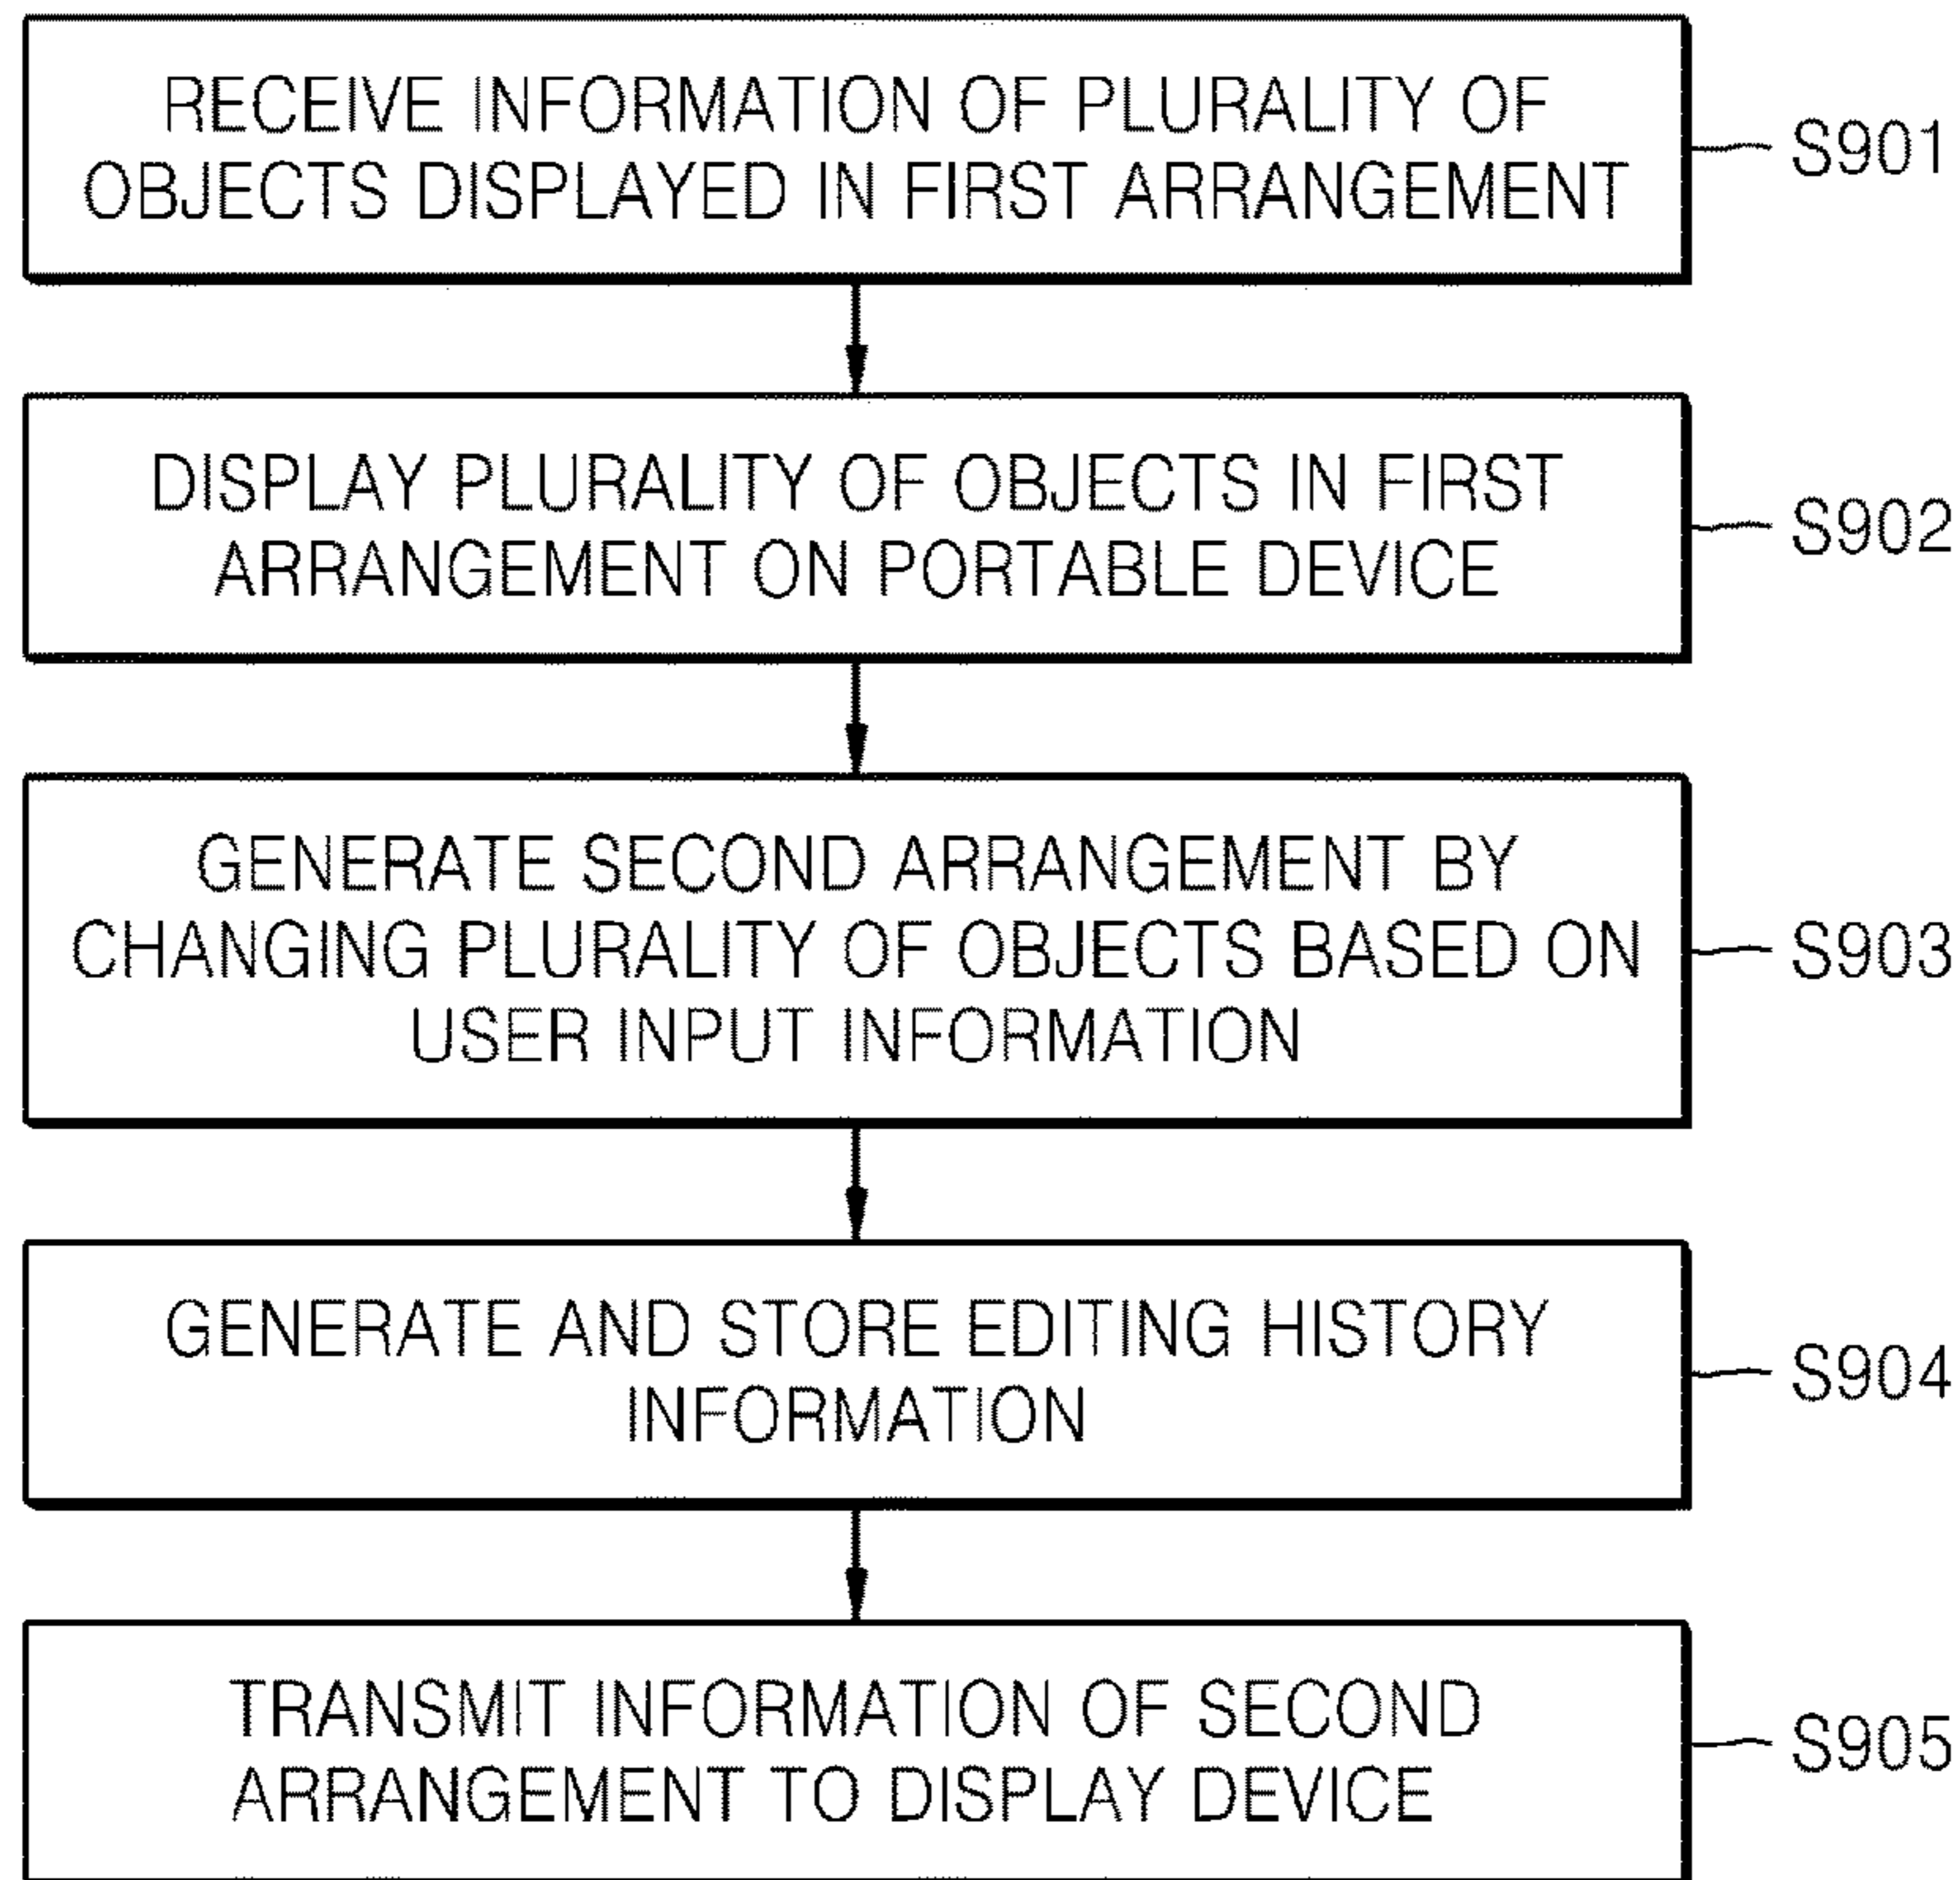 RECEIVE INFORMATION OF PLURALITY OF
OBJECTS DISPLAYED IN FIRST ARRANGEMENT
S901
DISPLAY PLURALITY OF OBJECTS IN FIRST
ARRANGEMENT ON PORTABLE DEVICE
S902
GENERATE SECOND ARRANGEMENT BY
CHANGING PLURALITY OF OBJECTS BASED ON
USER INPUT INFORMATION
S903
GENERATE AND STORE EDITING HISTORY
INFORMATION
S904
TRANSMIT INFORMATION OF SECOND
ARRANGEMENT TO DISPLAY DEVICE
S905